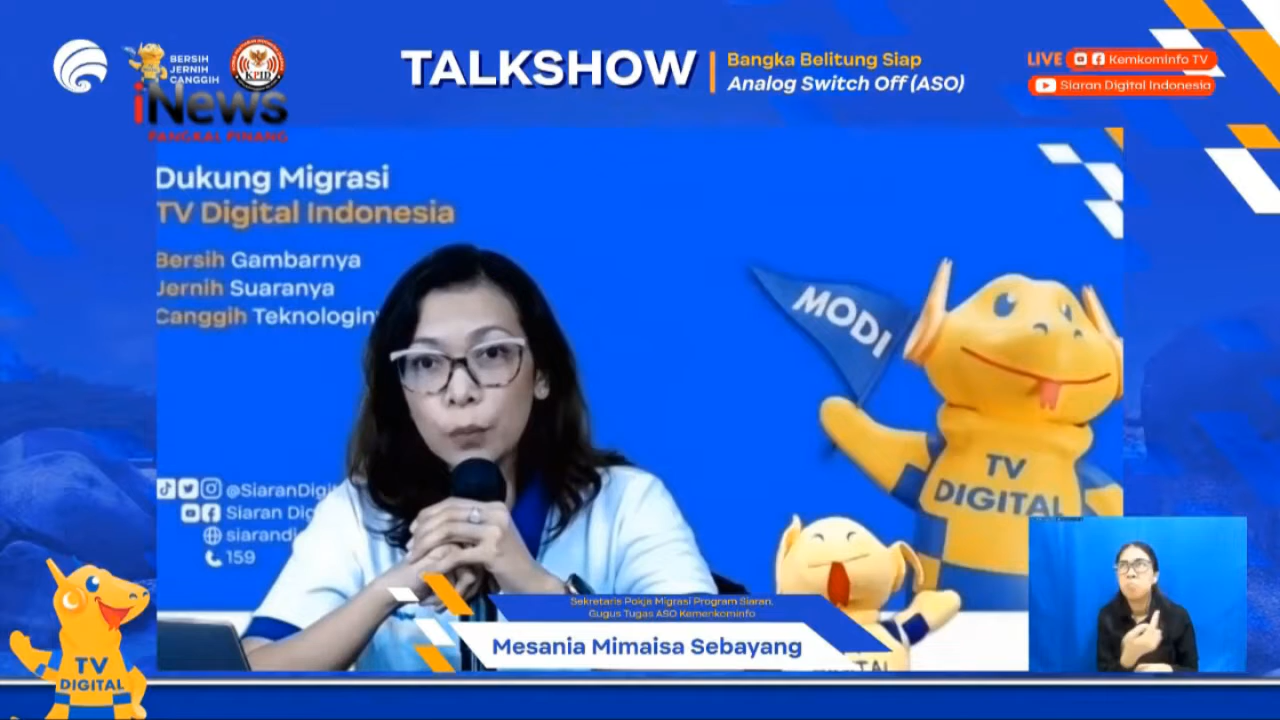 BERSIH
JERNIH
CANGGIH
KPID
iNews
PANGKAL PINANG
TALKSHOW
Bangka Belitung Siap
Analog Switch Off (ASO)
LIVE
Kemkominfo TV
Siaran Digital Indonesia
Dukung Migrasi
TV Digital Indonesia
Bersih Gambarnya
Jernih Suaranya
Canggih Teknologin
MODI
TV
DIGITAL
@SiaranDigi
Siaran Dig
siarandi
159
Sekretaris Pokja Migrasi Program Siaran,
Gugus Tugas ASO Kemenkominfo
Mesania Mimaisa Sebayang
TV
DIGITAL